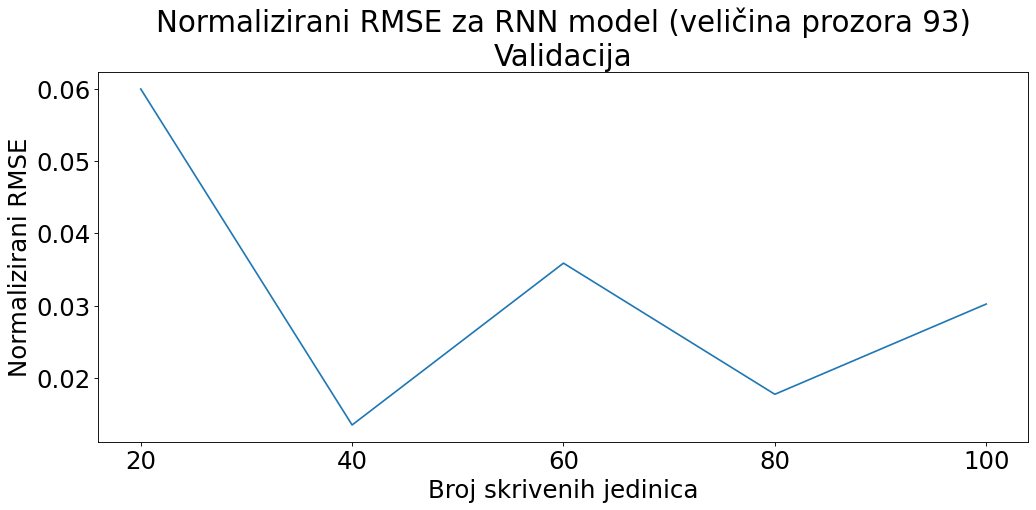 Normalizirani RMSE za RNN model (veličina prozora 93)
Validacija
Normalizirani RMSE
0.06
0.05
0.04
0.03
0.02
20 40 60 80 100
Broj skrivenih jedinica